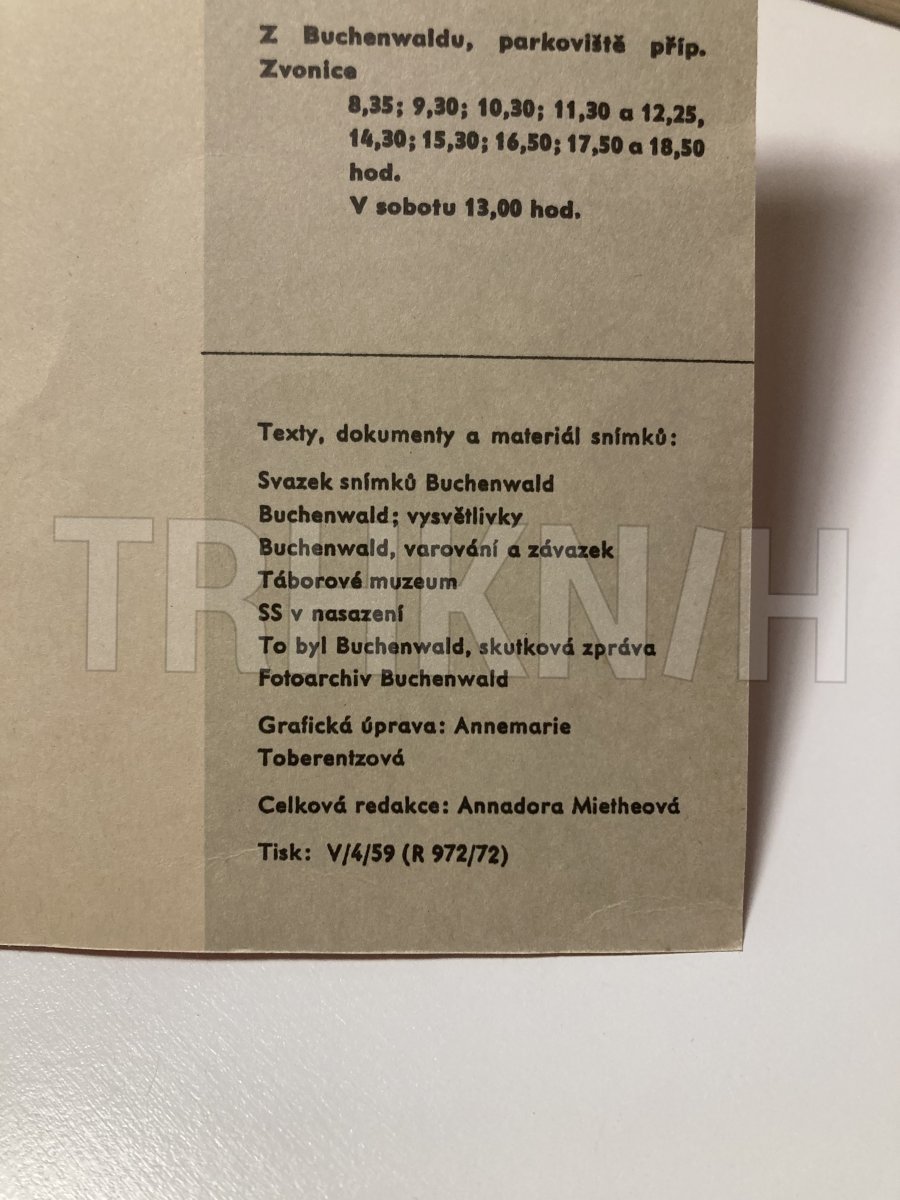 Z Buchenwaldu, parkoviště příp.
Zvonice
8,35; 9,30; 10,30; 11,30 a 12,25,
14,30; 15,30; 16,50; 17,50 a 18,50
hod.
V sobotu 13,00 hod.
Texty, dokumenty a materiál snímků:
Svazek snímků Buchenwald
Buchenwald; vysvětlivky
Buchenwald, varování a závazek
Táborové muzeum
SS v nasazení
To byl Buchenwald, skutková zpráva
Fotoarchiv Buchenwald
Grafická úprava: Annemarie
Toberentzová
Celková redakce: Annadora Mietheová
Tisk: V/4/59 (R 972/72)